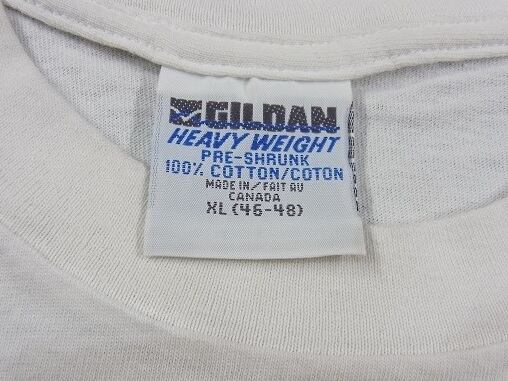 GILDAN
HEAVY WEIGHT
PRE-SHRUNK
100% COTTON/COTON
MADE IN/FAIT AU
CANADA
XL (46-48)